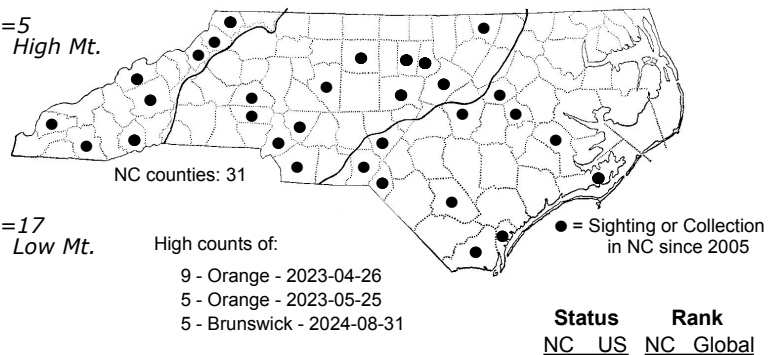 =5
High Mt.
NC counties: 31
=17
Low Mt.
● = Sighting or Collection
in NC since 2005
High counts of:
9 - Orange - 2023-04-26
5 - Orange - 2023-05-25
5 - Brunswick - 2024-08-31
Status Rank
NC US NC Global